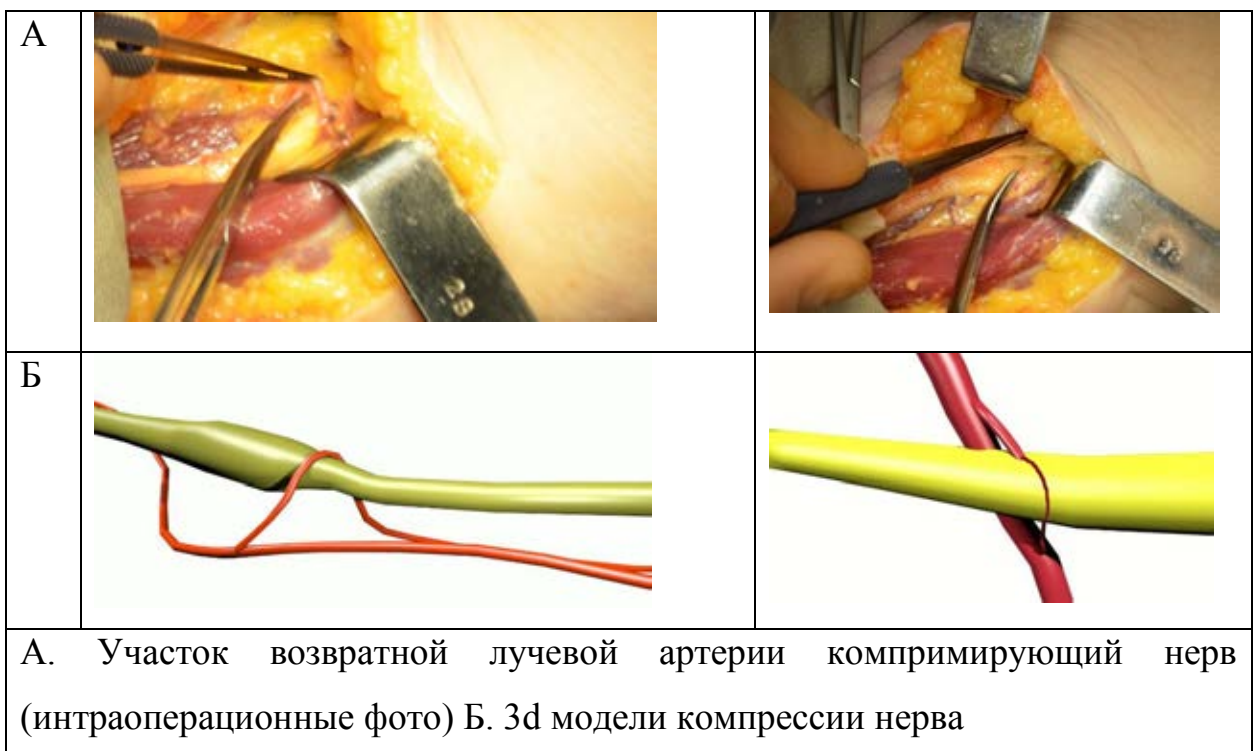 А
Б
А. Участок возвратной лучевой артерии компримирующий нерв
(интраоперационные фото) Б. 3d модели компрессии нерва